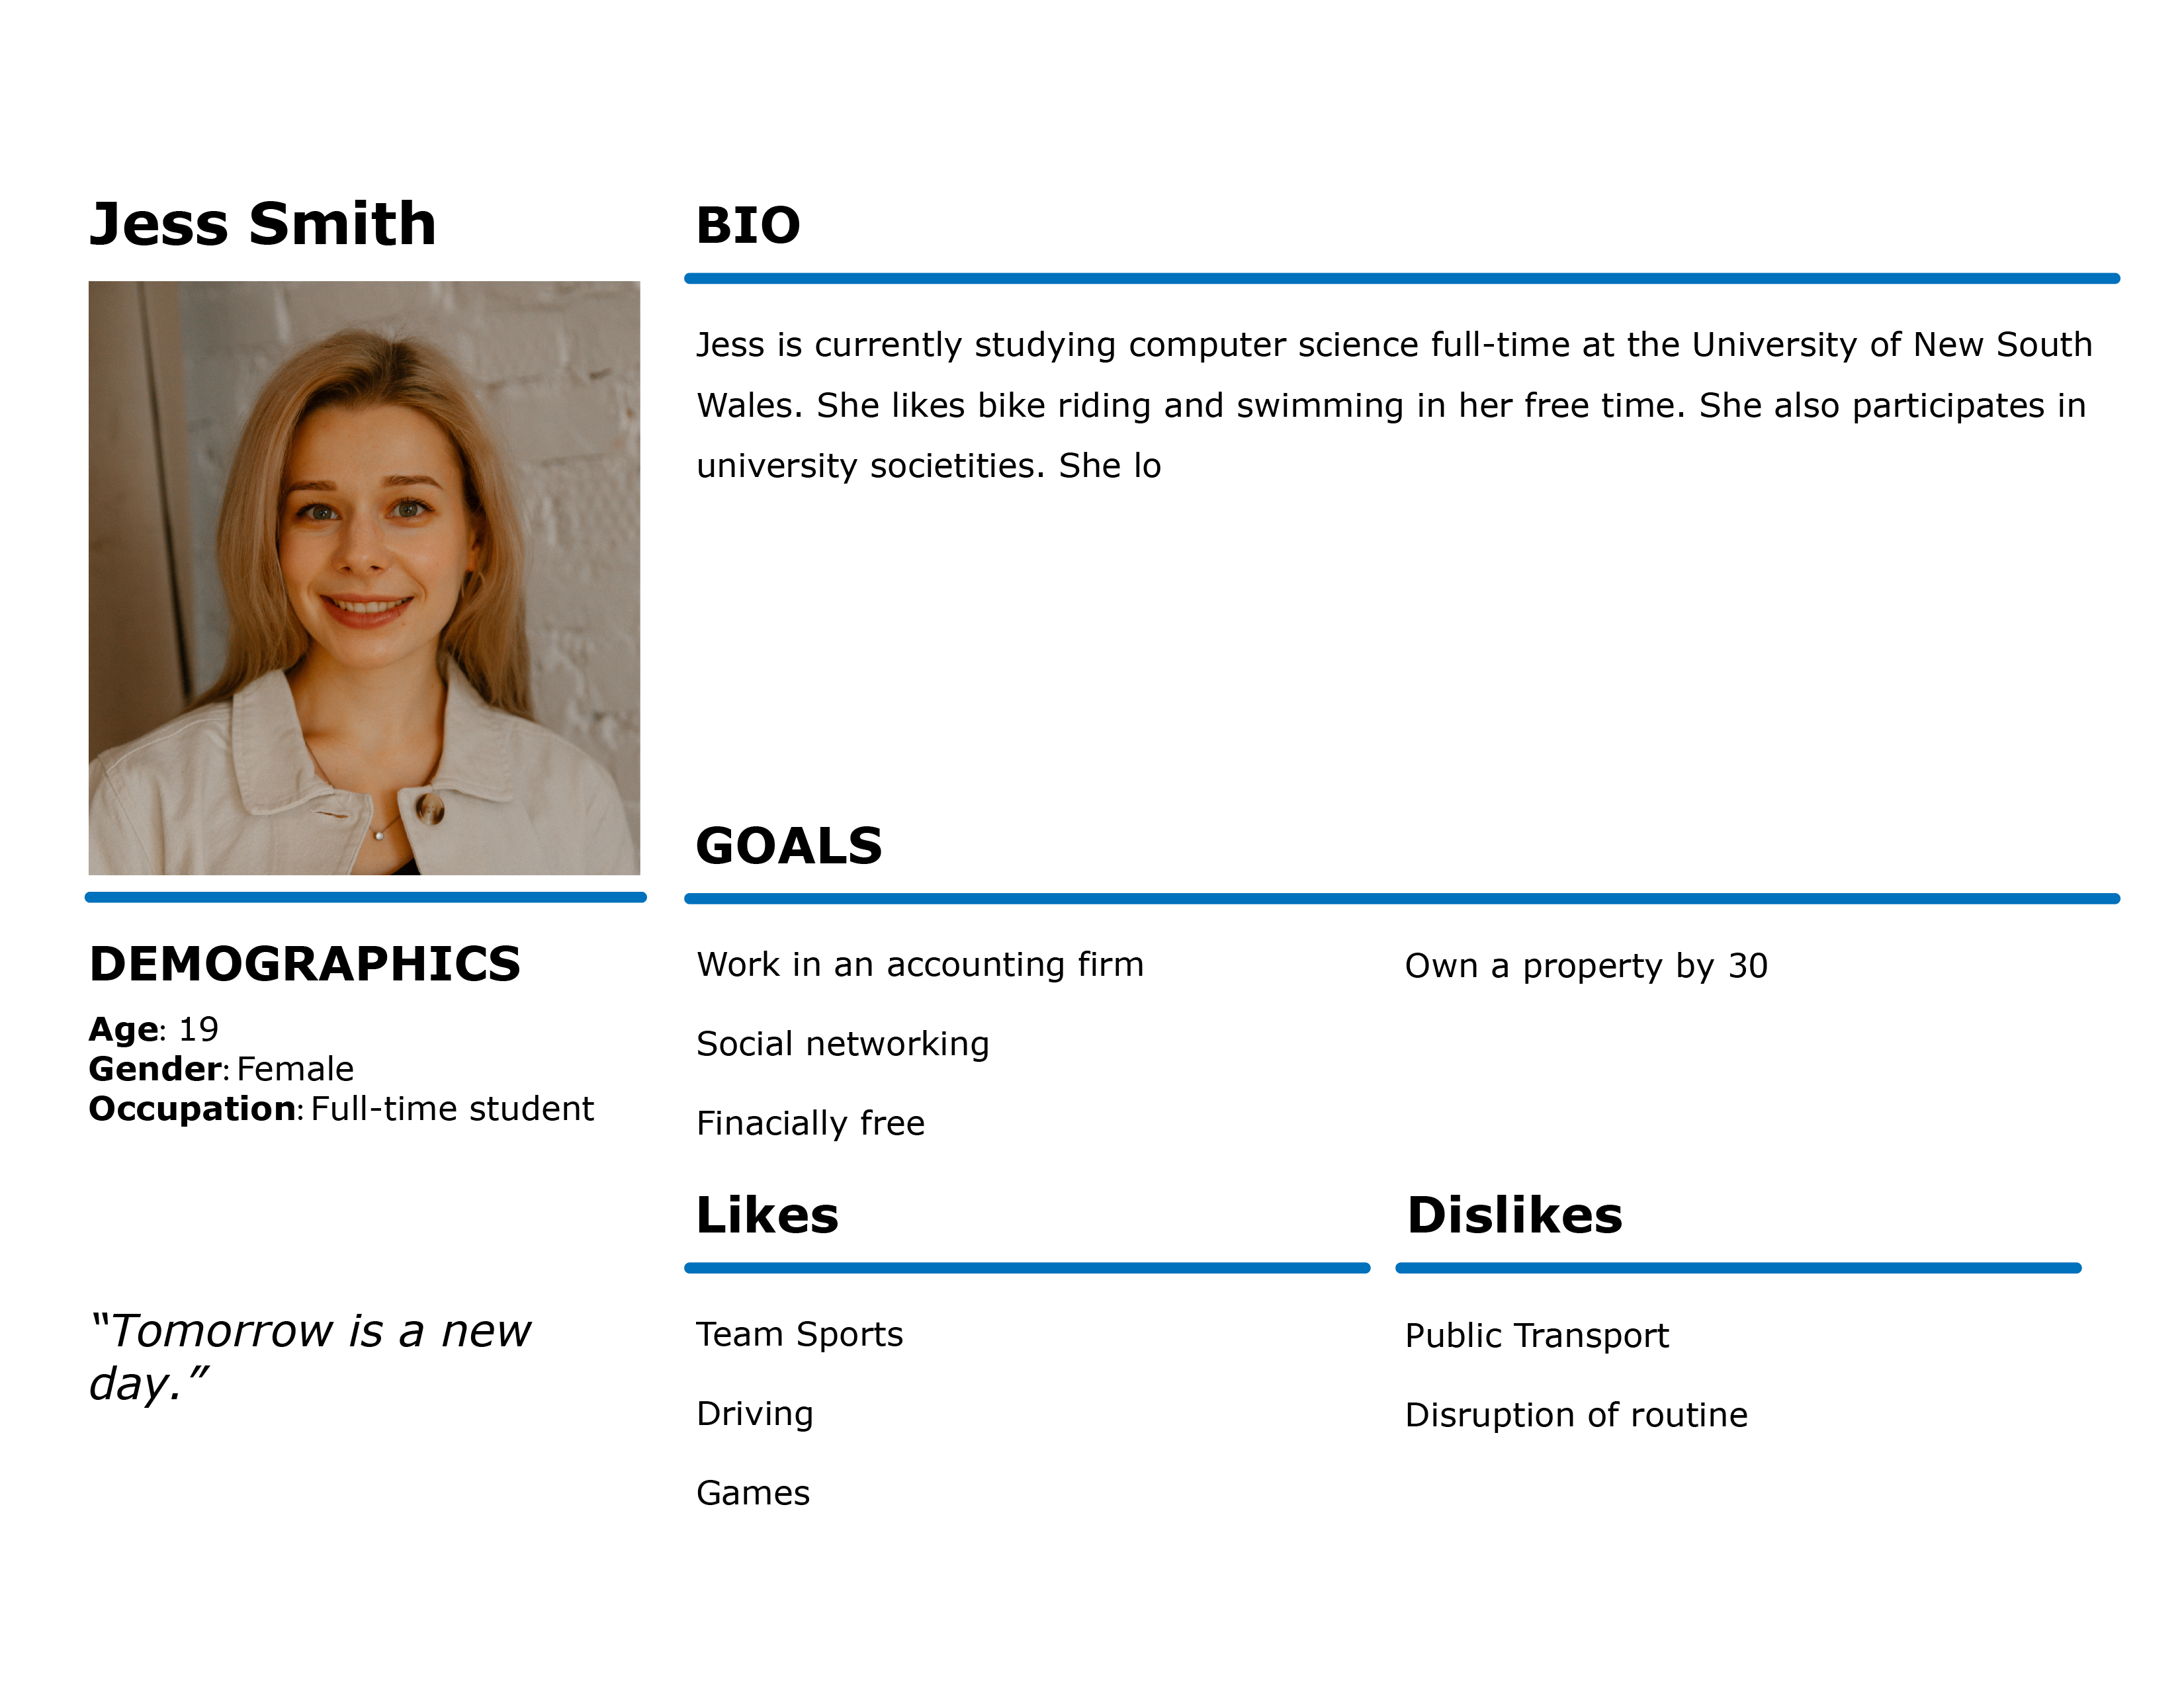 Jess Smith
BIO
Jess is currently studying computer science full-time at the University of New South
Wales. She likes bike riding and swimming in her free time. She also participates in
university societities. She lo
GOALS
Work in an accounting firm
Social networking
Finacially free
Own a property by 30
DEMOGRAPHICS
Age: 19
Gender: Female
Occupation: Full-time student
“Tomorrow is a new
day.”
Likes
Team Sports
Driving
Games
Dislikes
Public Transport
Disruption of routine